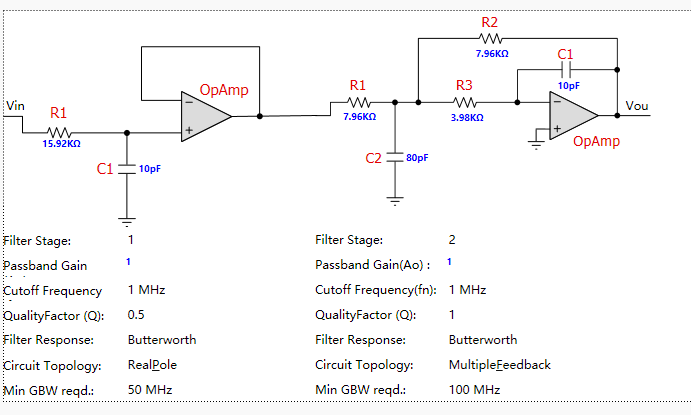 R2
7.96KΩ
C1
10pF
OpAmp
R1
R3
Vin
Vou
R1
7.96KΩ
3.98KΩ
15.92KΩ
OpAmp
C1
10pF
C2
80pF
Filter Stage: 1
Passband Gain 1
Cutoff Frequency 1 MHz
QualityFactor (Q): 0.5
Filter Response: Butterworth
Circuit Topology: RealPole
Min GBW reqd.: 50 MHz
Filter Stage: 2
Passband Gain(Ao) : 1
Cutoff Frequency(fn): 1 MHz
QualityFactor (Q): 1
Filter Response: Butterworth
Circuit Topology: MultipleFeedback
Min GBW reqd.: 100 MHz